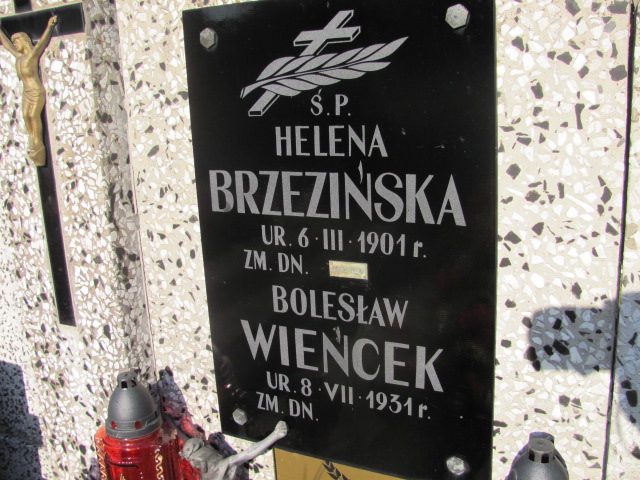 Ś.P.
HELENA
BRZEZIŃSKA
UR. 6·III·1901 r.
ZM. DN.
BOLESŁAW
WIEŃCEK
UR. 8·VII·1931 r.
ZM. DN.